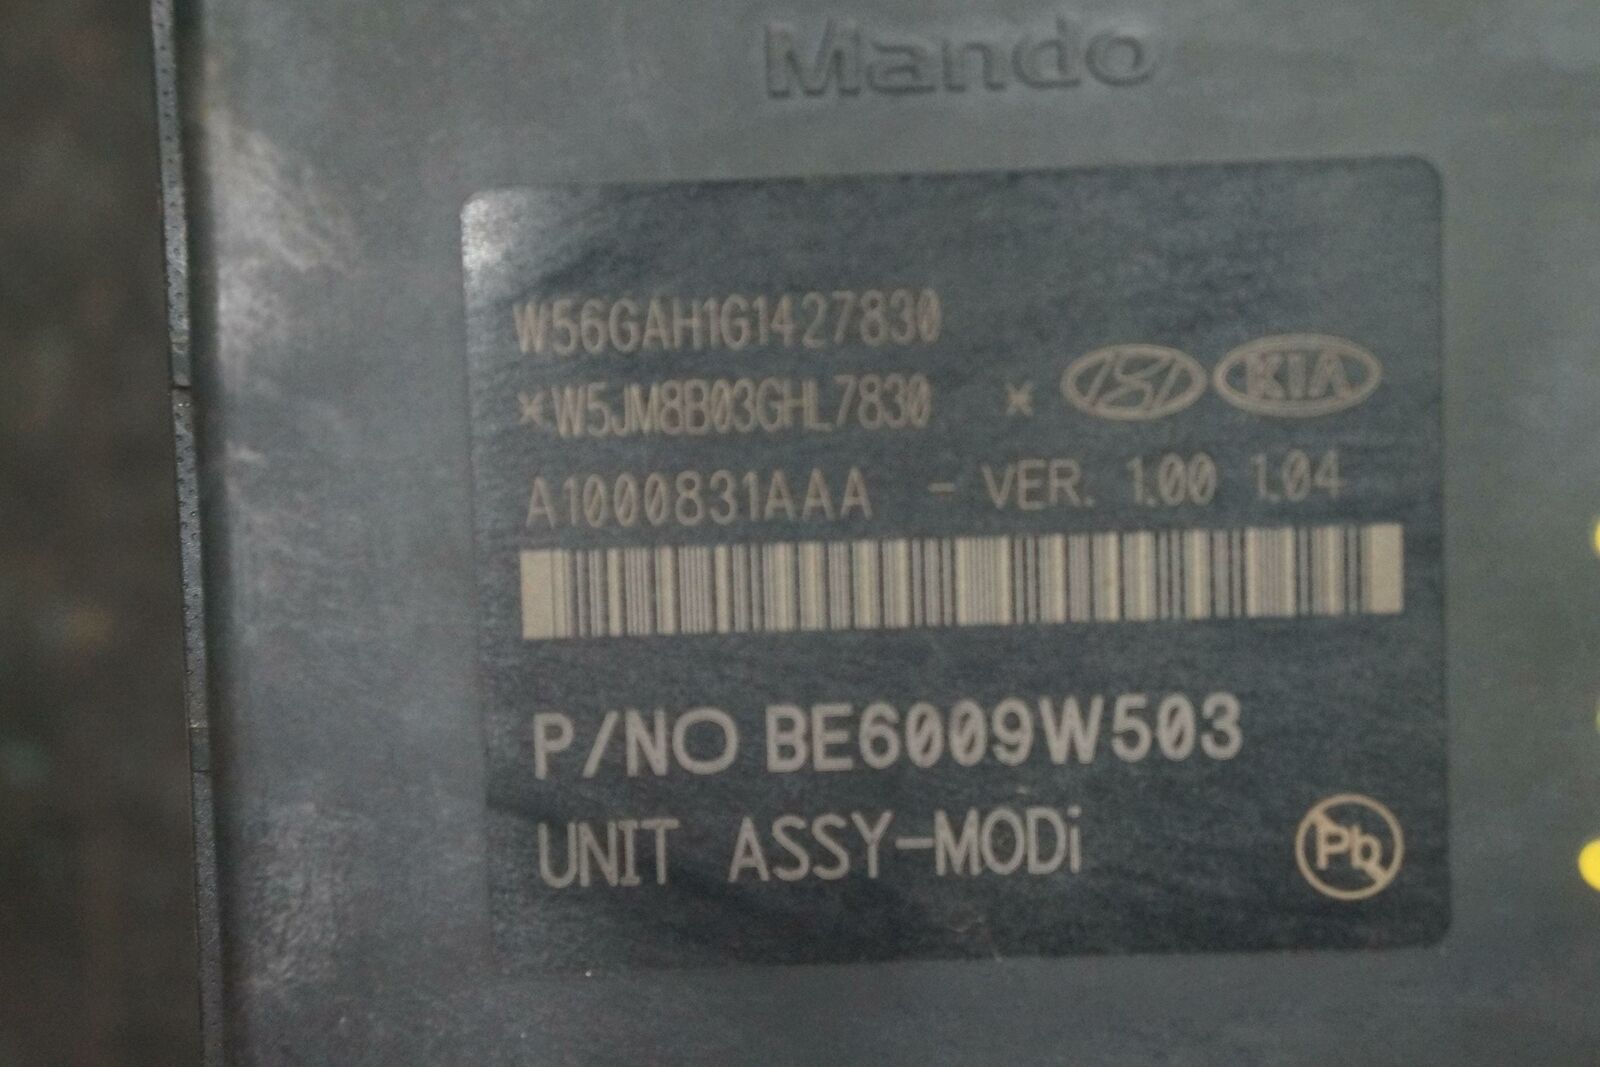 Mando
W56GAH1G1427830
*W5JM8B03GHL7830 *
KIA
A1000831AAA - VER. 1.00 1.04
P/NO BE6009W503
UNIT ASSY-MODi
Pb